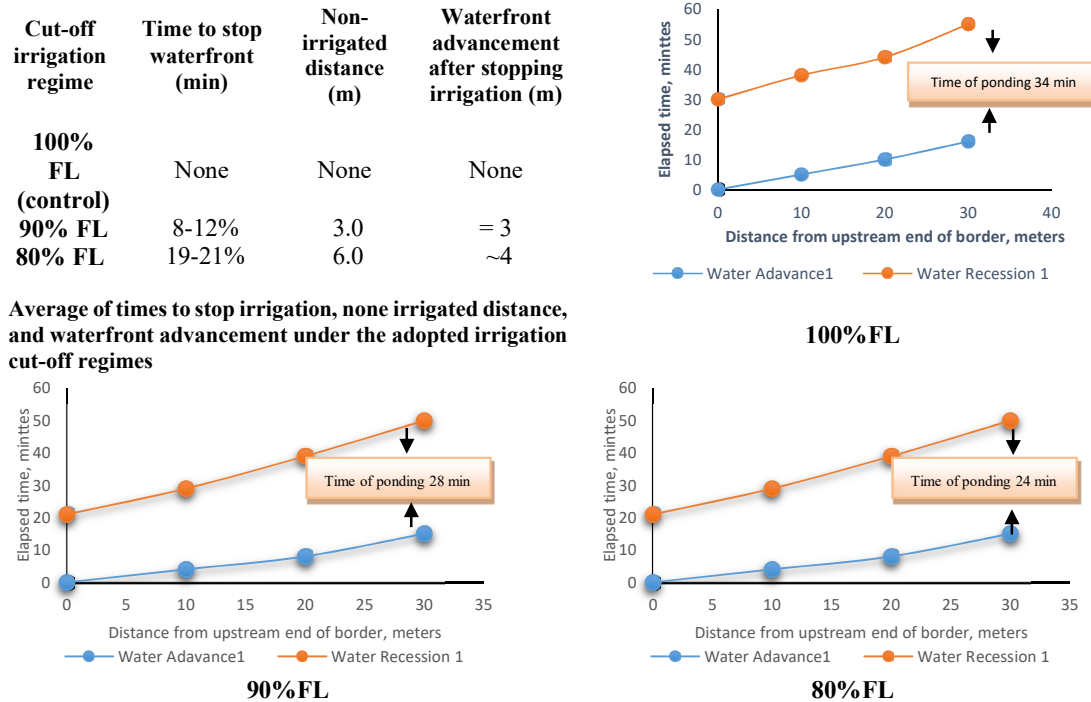 Cut-off irrigation regime
Time to stop waterfront (min)
Non-irrigated distance (m)
Waterfront advancement after stopping irrigation (m)
100% FL (control)
None
None
None
90% FL
8-12%
3.0
= 3
80% FL
19-21%
6.0
~4
Average of times to stop irrigation, none irrigated distance,
and waterfront advancement under the adopted irrigation
cut-off regimes
Elapsed time, minttes
60
50
40
30
20
10
0
Time of ponding 34 min
0 10 20 30 40
Distance from upstream end of border, meters
Water Adavance1 Water Recession 1
100%FL
Elapsed time, minttes
60
50
40
30
20
10
0
Time of ponding 28 min
0 5 10 15 20 25 30 35
Distance from upstream end of border, meters
Water Adavance1 Water Recession 1
90%FL
Elapsed time, minttes
60
50
40
30
20
10
0
Time of ponding 24 min
0 5 10 15 20 25 30 35
Distance from upstream end of border, meters
Water Adavance1 Water Recession 1
80%FL